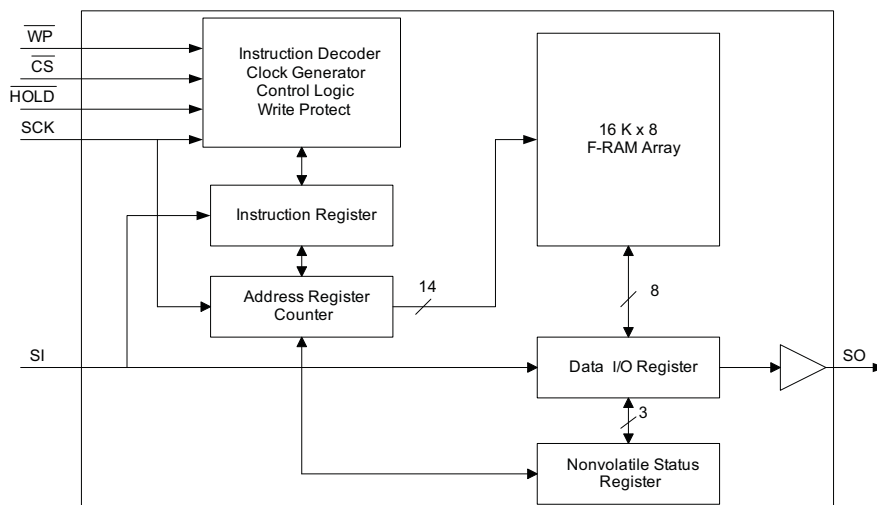 WP
CS
HOLD
SCK
Instruction Decoder
Clock Generator
Control Logic
Write Protect
16 K x 8
F-RAM Array
Instruction Register
Address Register
Counter
14
8
SI
Data I/O Register
SO
3
Nonvolatile Status
Register